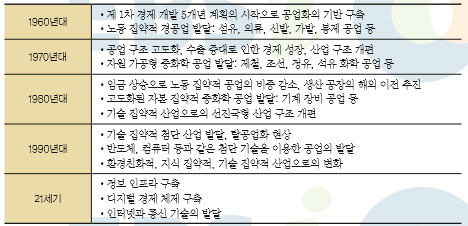 1960년대
• 제 1차 경제 개발 5개년 계획의 시작으로 공업화의 기반 구축
• 노동 집약적 경공업 발달: 섬유, 의류, 신발, 가발, 봉제 공업 등
1970년대
• 공업 구조 고도화, 수출 증대로 인한 경제 성장, 산업 구조 개편
• 자원 가공형 중화학 공업 발달: 제철, 조선, 정유, 석유 화학 공업 등
1980년대
• 임금 상승으로 노동 집약적 공업의 비중 감소, 생산 공장의 해외 이전 추진
• 고도화된 자본 집약적 중화학 공업 발달: 기계 장비 공업 등
• 기술 집약적 산업으로의 선진국형 산업 구조 개편
1990년대
• 기술 집약적 첨단 산업 발달, 탈공업화 현상
• 반도체, 컴퓨터 등과 같은 첨단 기술을 이용한 공업의 발달
• 환경친화적, 지식 집약적, 기술 집약적 산업으로의 변화
21세기
• 정보 인프라 구축
• 디지털 경제 체제 구축
• 인터넷과 통신 기술의 발달